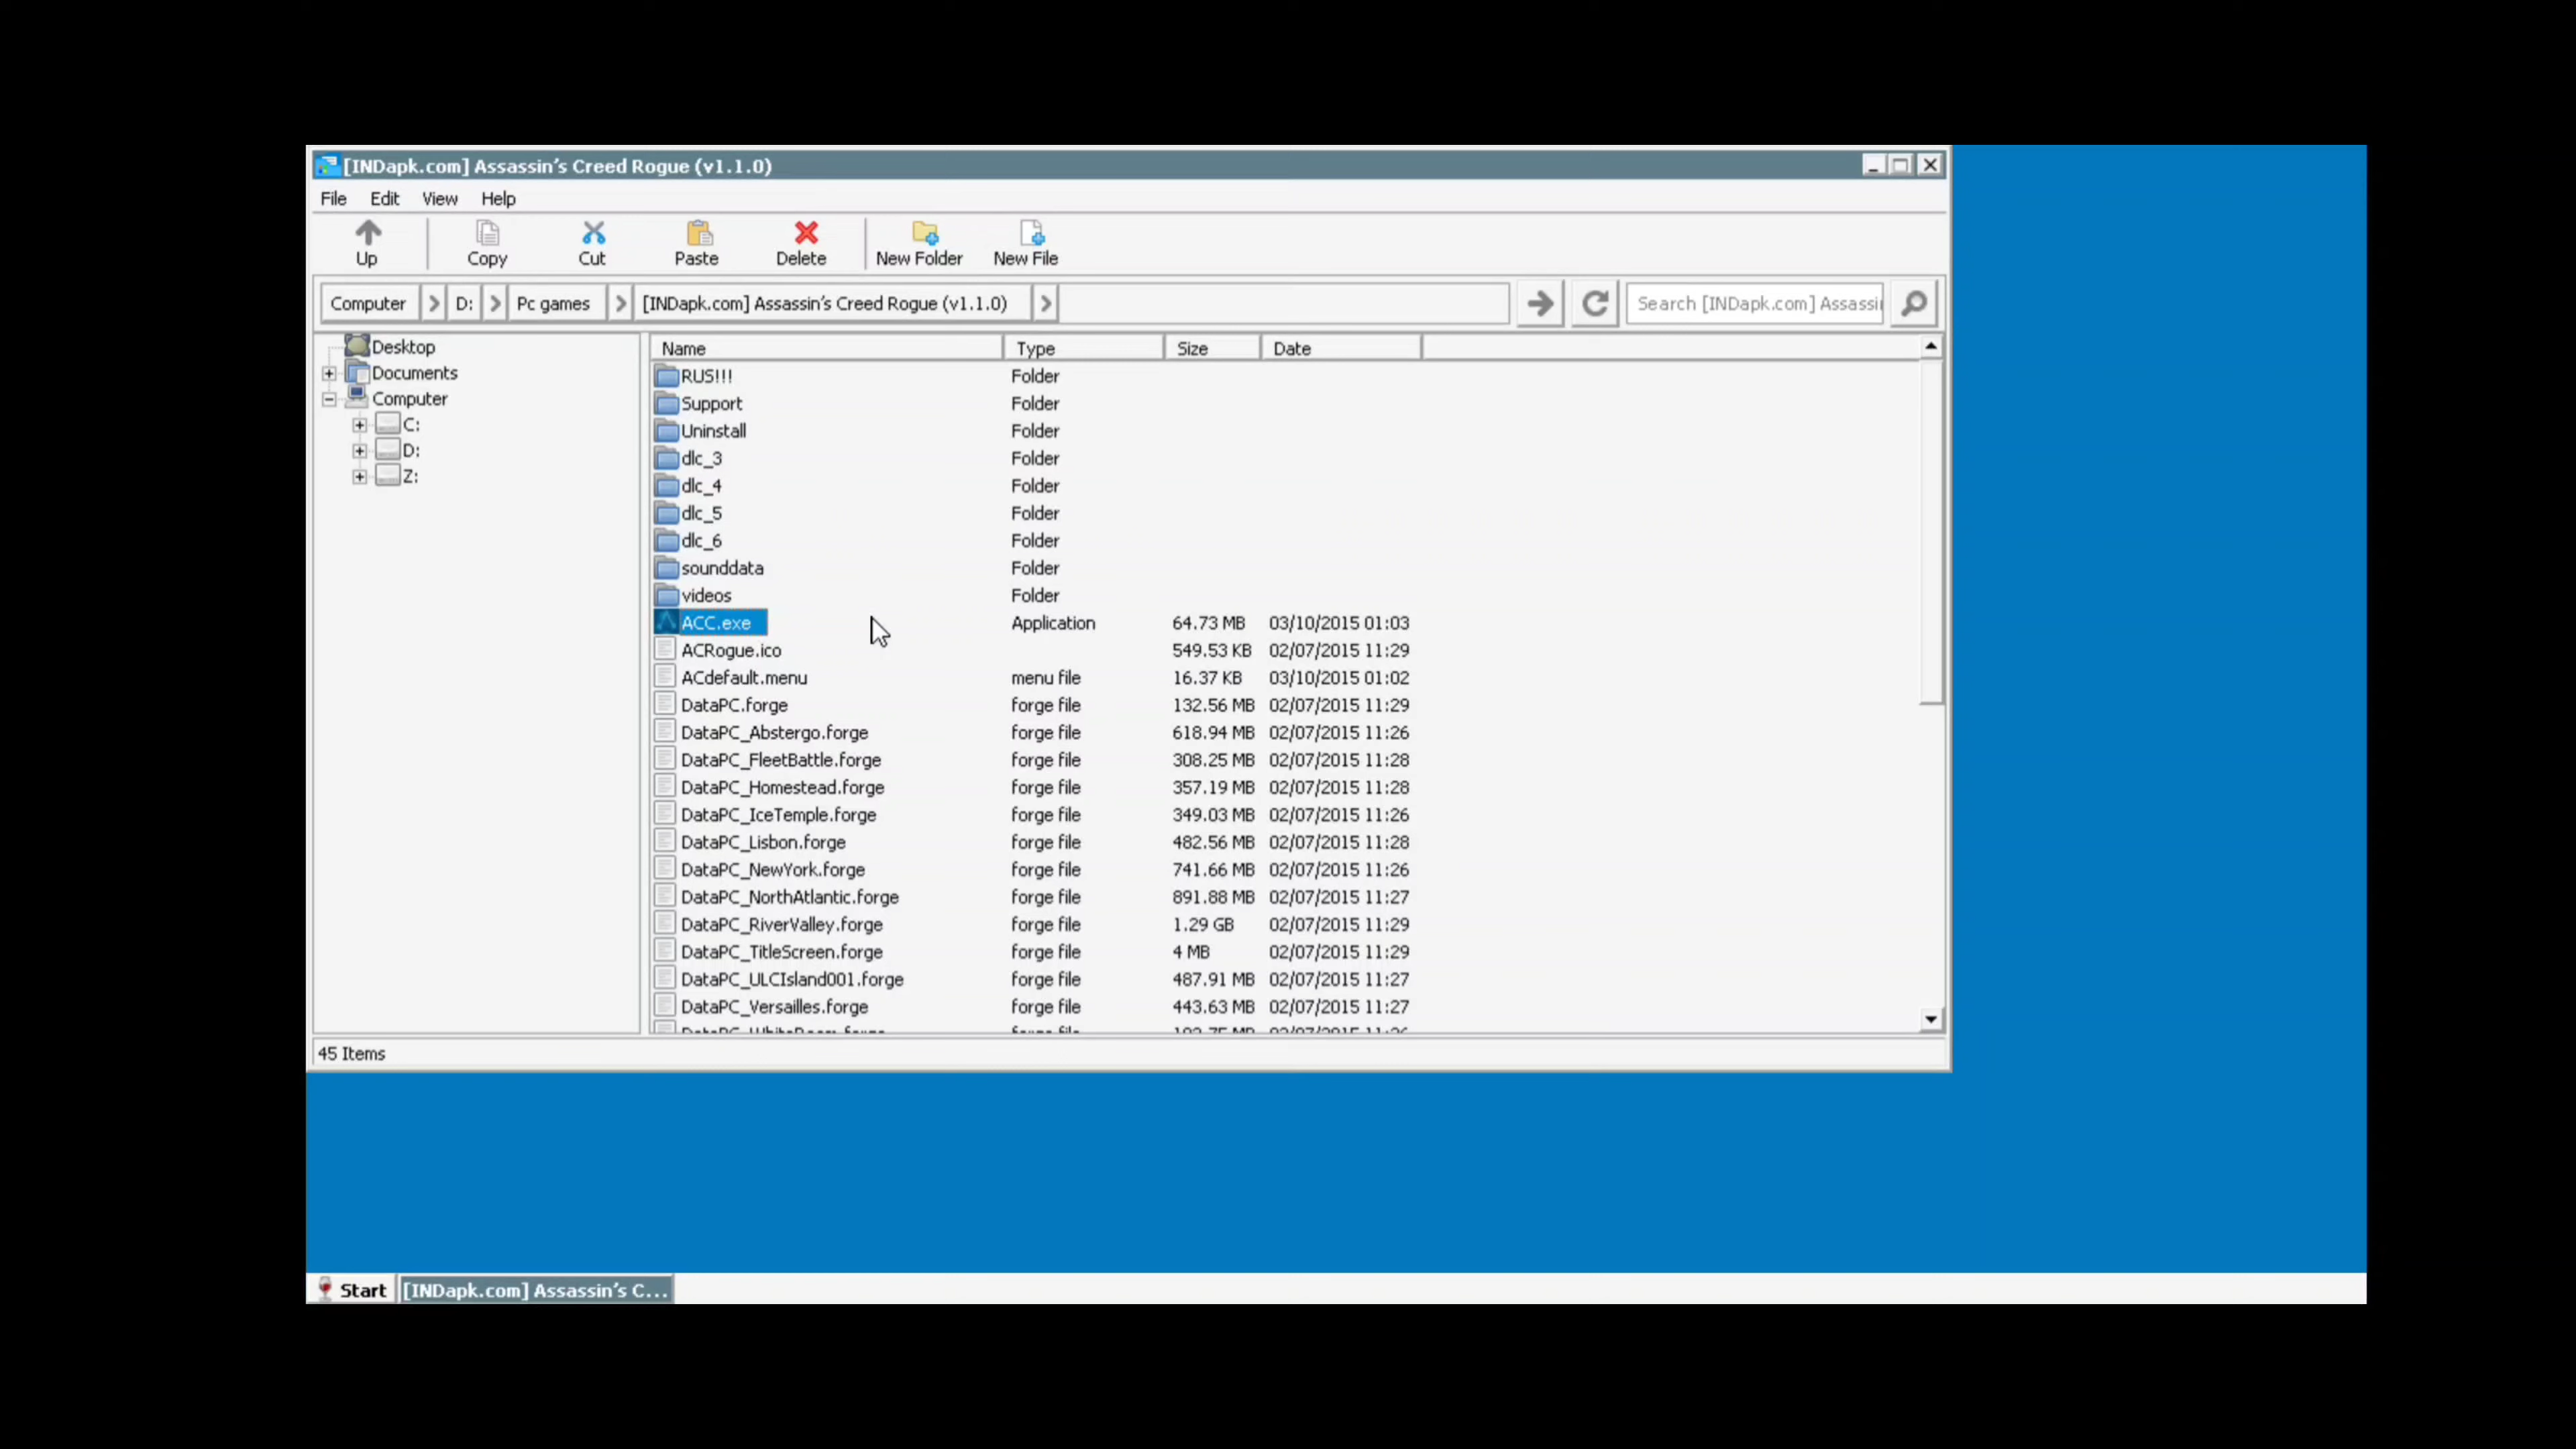 [INDapk.com] Assassin's Creed Rogue (v1.1.0)
File Edit View Help
Up Copy Cut Paste Delete New Folder New File
Computer D: Pc games [INDapk.com] Assassin's Creed Rogue (v1.1.0) Search [INDapk.com] Assassi
Desktop
Documents
Computer
C:
D:
Z:
Name Type Size Date
RUS!!! Folder
Support Folder
Uninstall Folder
dlc_3 Folder
dlc_4 Folder
dlc_5 Folder
dlc_6 Folder
sounddata Folder
videos Folder
ACC.exe Application 64.73 MB 03/10/2015 01:03
ACRogue.ico 549.53 KB 02/07/2015 11:29
ACdefault.menu menu file 16.37 KB 03/10/2015 01:02
DataPC.forge forge file 132.56 MB 02/07/2015 11:29
DataPC_Abstergo.forge forge file 618.94 MB 02/07/2015 11:26
DataPC_FleetBattle.forge forge file 308.25 MB 02/07/2015 11:28
DataPC_Homestead.forge forge file 357.19 MB 02/07/2015 11:28
DataPC_IceTemple.forge forge file 349.03 MB 02/07/2015 11:26
DataPC_Lisbon.forge forge file 482.56 MB 02/07/2015 11:28
DataPC_NewYork.forge forge file 741.66 MB 02/07/2015 11:26
DataPC_NorthAtlantic.forge forge file 891.88 MB 02/07/2015 11:27
DataPC_RiverValley.forge forge file 1.29 GB 02/07/2015 11:29
DataPC_TitleScreen.forge forge file 4 MB 02/07/2015 11:29
DataPC_ULCIsland001.forge forge file 487.91 MB 02/07/2015 11:27
DataPC_Versailles.forge forge file 443.63 MB 02/07/2015 11:27
45 Items
Start [INDapk.com] Assassin's C...